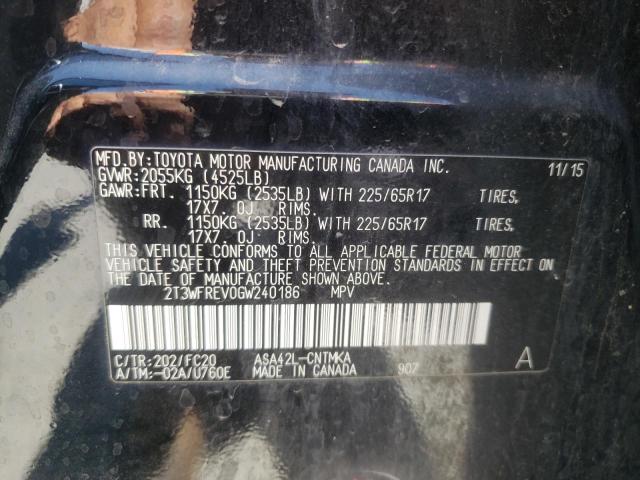 MFD.BY:TOYOTA MOTOR MANUFACTURING CANADA INC. 11/15
GVWR:2055KG (4525LB)
GAWR:FRT. 1150KG (2535LB) WITH 225/65R17 TIRES,
17X7.0J RIMS.
RR. 1150KG (2535LB) WITH 225/65R17 TIRES,
17X7.0J RIMS.
THIS VEHICLE CONFORMS TO ALL APPLICABLE FEDERAL MOTOR
VEHICLE SAFETY AND THEFT PREVENTION STANDARDS IN EFFECT ON
THE DATE OF MANUFACTURE SHOWN ABOVE.
2T3WFREV0GW240186 MPV
C/TR:202/FC20 ASA42L-CNTMKA
A/TM:-02A/U760E MADE IN CANADA 907 A